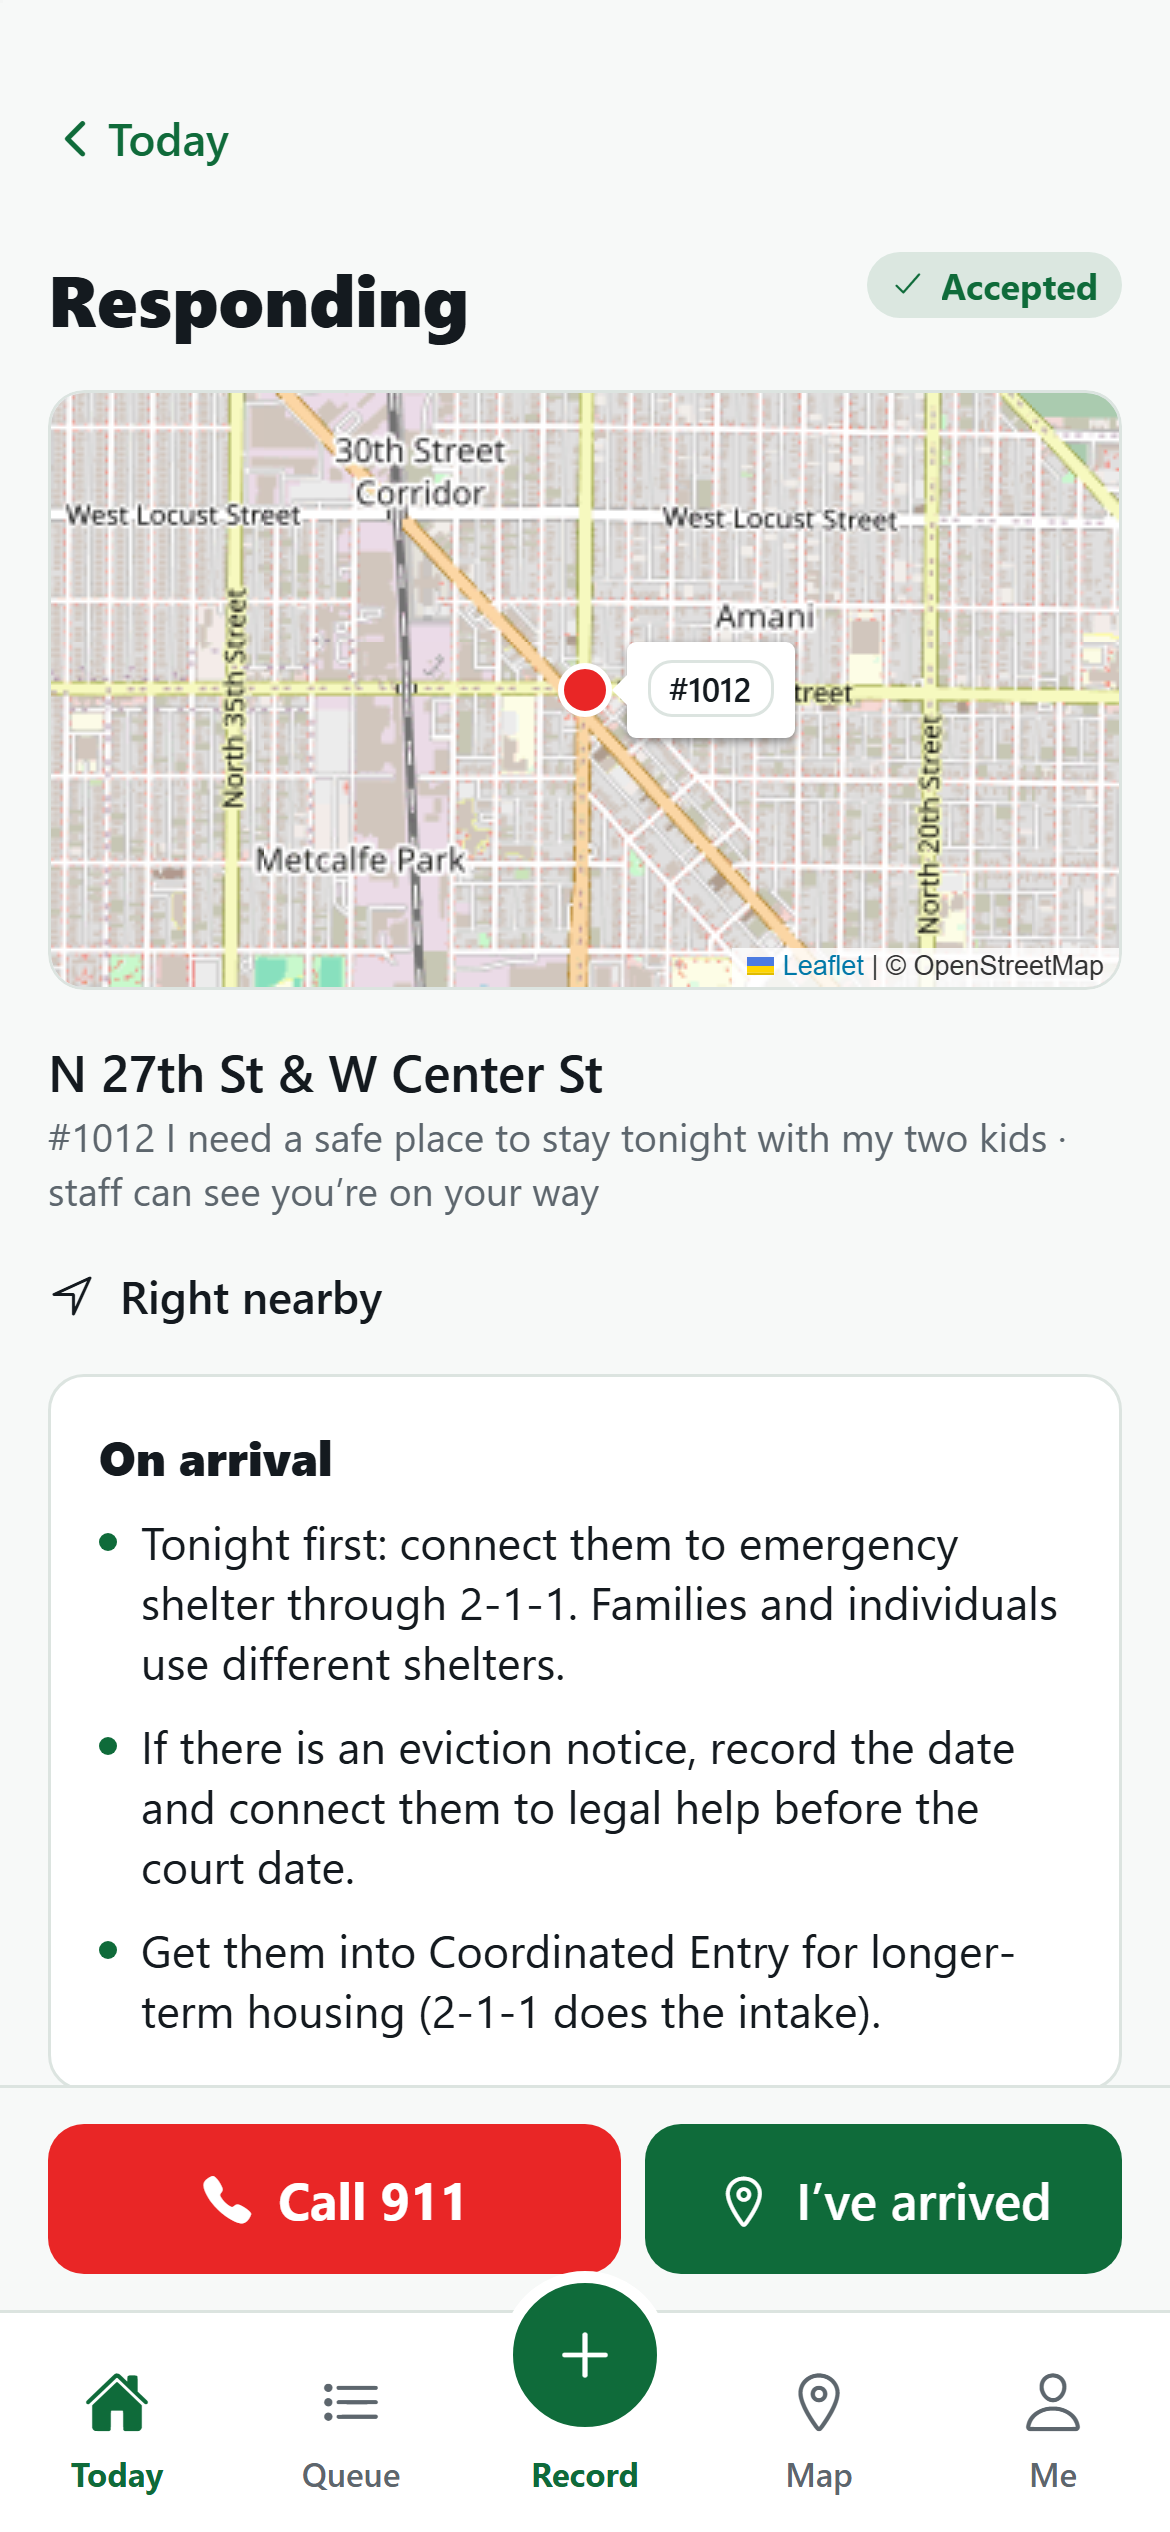 Today
Responding
Accepted
30th Street
Corridor
West Locust Street
West Locust Street
North 35th Street
Amani
#1012
treet
North 20th Street
Metcalfe Park
Leaflet | © OpenStreetMap
N 27th St & W Center St
#1012 I need a safe place to stay tonight with my two kids ·
staff can see you’re on your way
Right nearby
On arrival
Tonight first: connect them to emergency
shelter through 2-1-1. Families and individuals
use different shelters.
If there is an eviction notice, record the date
and connect them to legal help before the
court date.
Get them into Coordinated Entry for longer-
term housing (2-1-1 does the intake).
Call 911
I’ve arrived
Today
Queue
Record
Map
Me